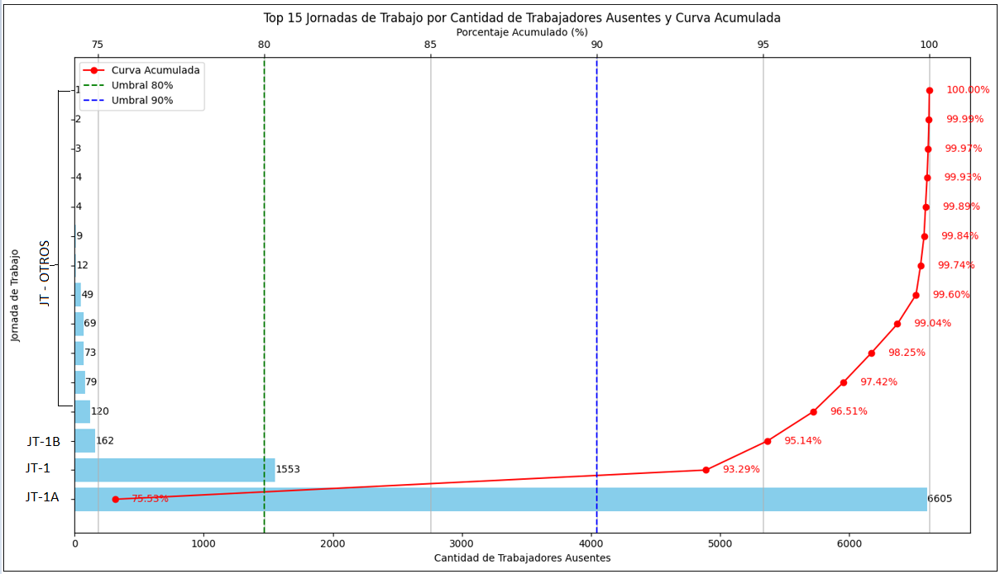 Top 15 Jornadas de Trabajo por Cantidad de Trabajadores Ausentes y Curva Acumulada
Porcentaje Acumulado (%)
75 80 85 90 95 100
Curva Acumulada
Umbral 80%
Umbral 90%
1 100.00%
2 99.99%
3 99.97%
4 99.93%
4 99.89%
9 99.84%
12 99.74%
49 99.60%
69 99.04%
73 98.25%
79 97.42%
120 96.51%
JT - OTROS
Jornada de Trabajo
JT-1B 162 95.14%
JT-1 1553 93.29%
JT-1A 75.53% 6605
0 1000 2000 3000 4000 5000 6000
Cantidad de Trabajadores Ausentes